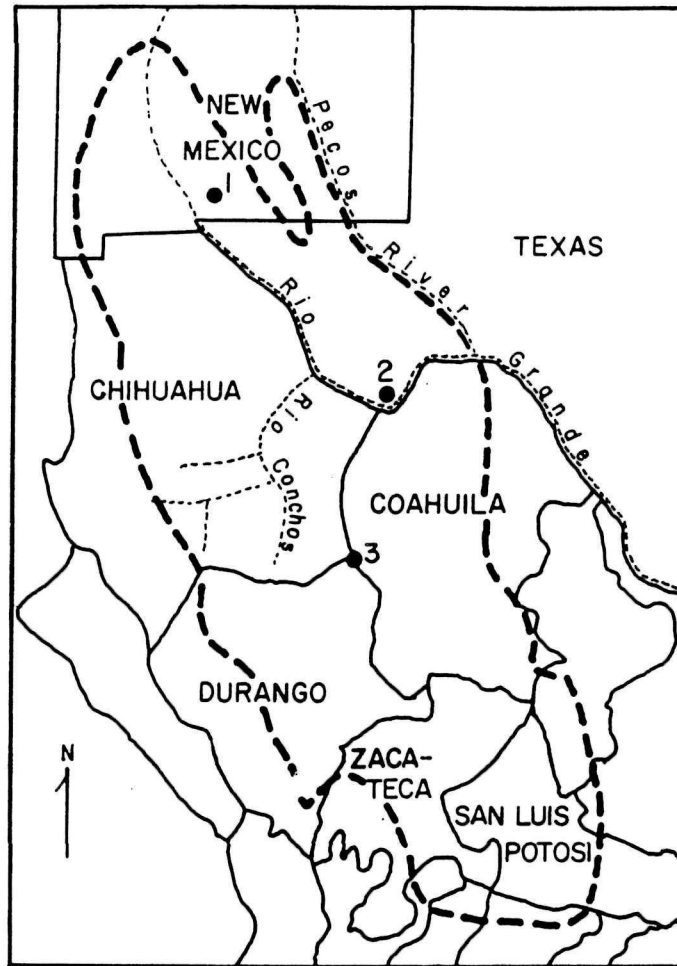 NEW
MEXICO
1
Pecos
River
TEXAS
Rio
Grande
2
CHIHUAHUA
Rio
Conchos
COAHUILA
3
DURANGO
N
ZACA-
TECA
SAN LUIS
POTOSI